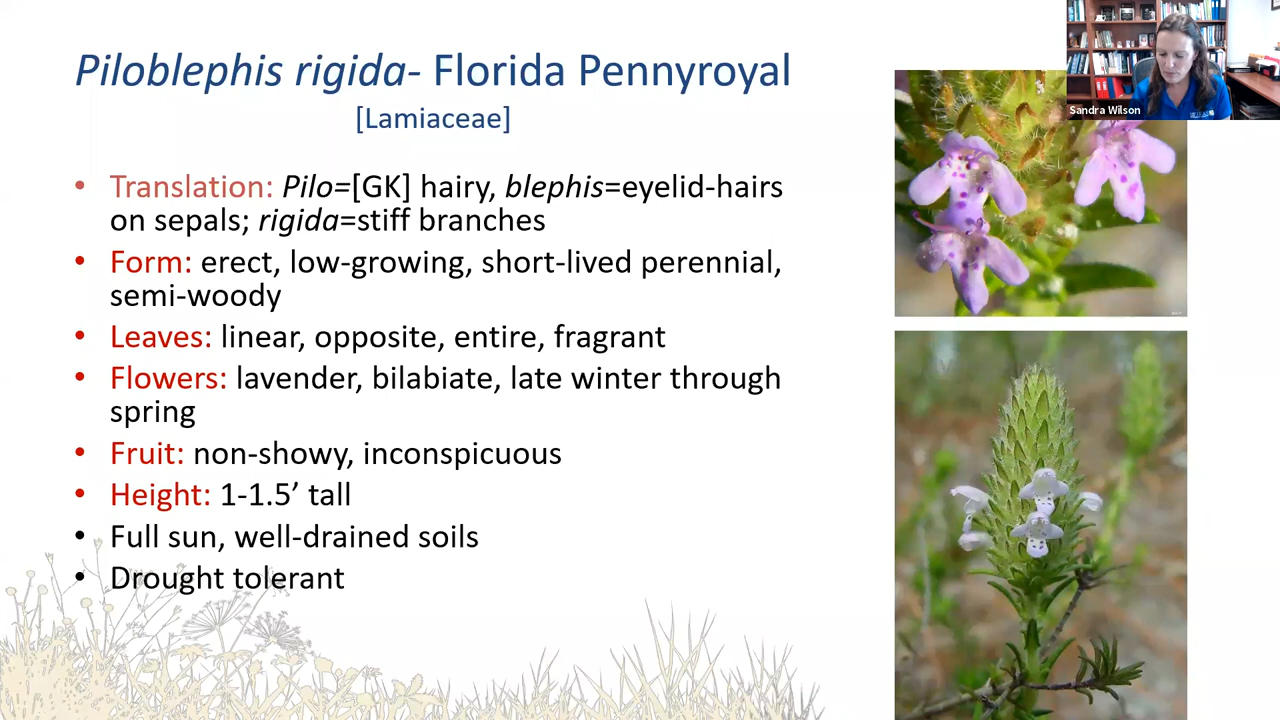 Piloblephis rigida- Florida Pennyroyal
[Lamiaceae]
• Translation: Pilo=[GK] hairy, blephis=eyelid-hairs
on sepals; rigida=stiff branches
• Form: erect, low-growing, short-lived perennial,
semi-woody
• Leaves: linear, opposite, entire, fragrant
• Flowers: lavender, bilabiate, late winter through
spring
• Fruit: non-showy, inconspicuous
• Height: 1-1.5’ tall
• Full sun, well-drained soils
• Drought tolerant
Sandra Wilson